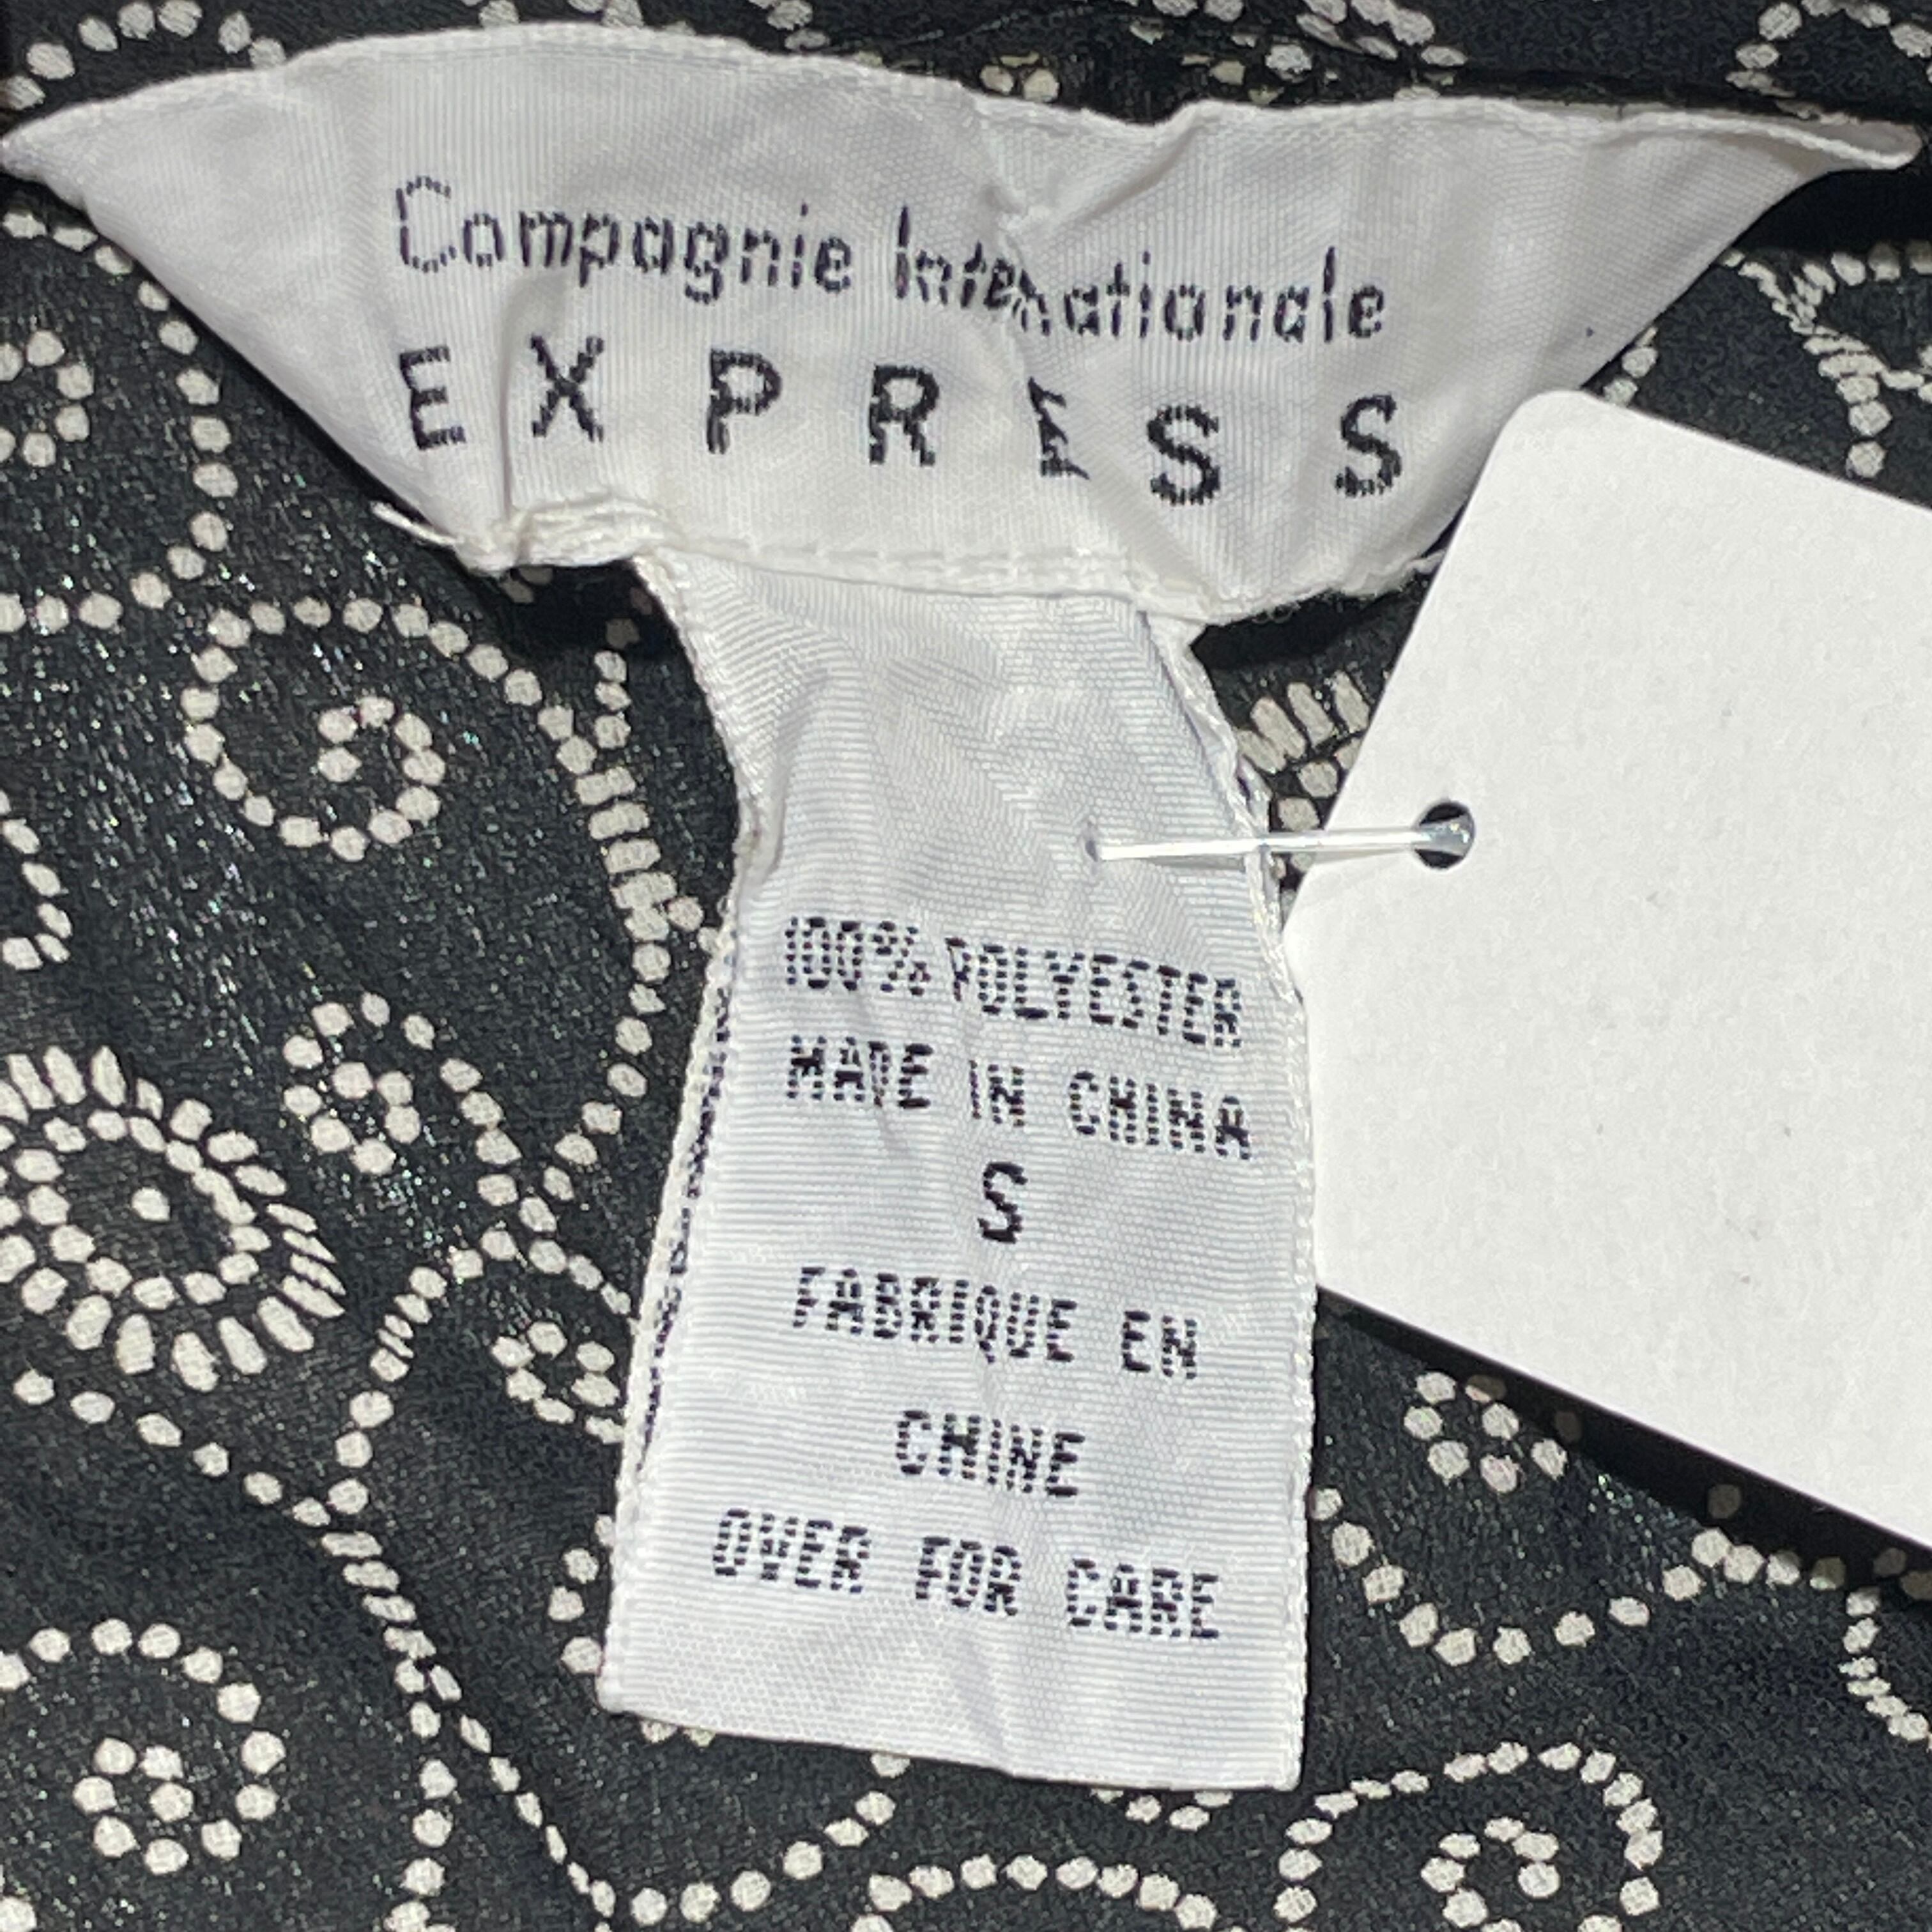 Compagnie Internationale
EXPRESS
100% POLYESTER
MADE IN CHINA
S
FABRIQUE EN
CHINE
OVER FOR CARE